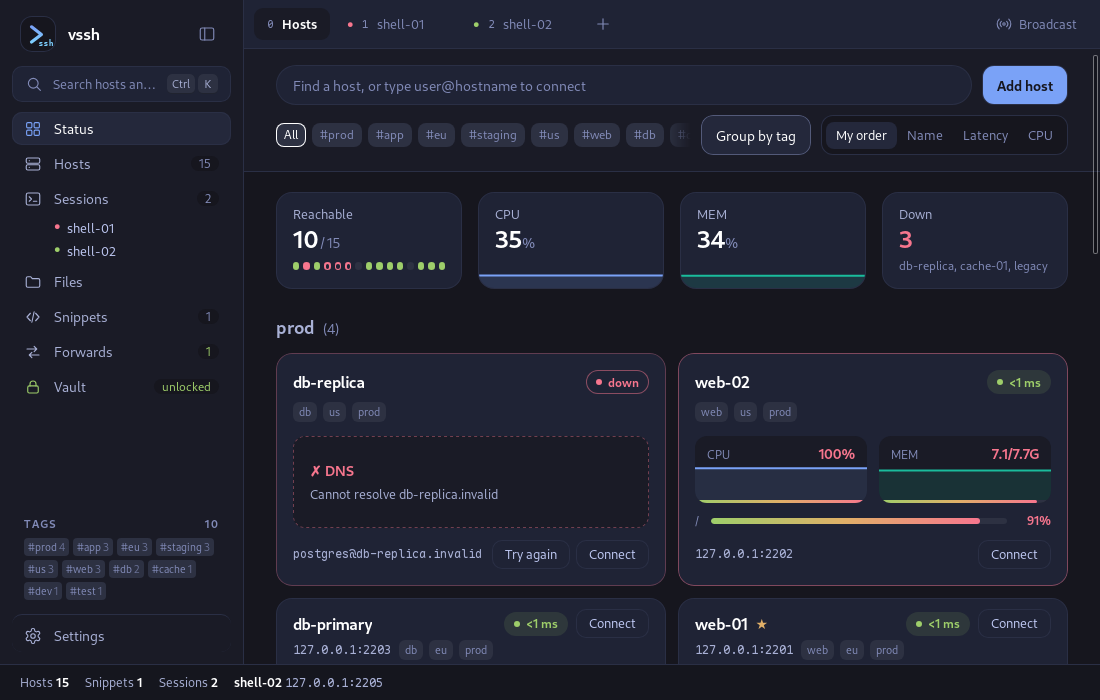 ssh
vssh
0 Hosts
1 shell-01
2 shell-02
Broadcast
Search hosts an...
Ctrl
K
Status
Hosts 15
Sessions 2
shell-01
shell-02
Files
Snippets 1
Forwards 1
Vault unlocked
TAGS 10
#prod 4 #app 3 #eu 3 #staging 3
#us 3 #web 3 #db 2 #cache 1
#dev 1 #test 1
Settings
Find a host, or type user@hostname to connect
Add host
All #prod #app #eu #staging #us #web #db
Group by tag
My order Name Latency CPU
Reachable
10 / 15
CPU
35%
MEM
34%
Down
3
db-replica, cache-01, legacy
prod (4)
db-replica
down
db us prod
✗ DNS
Cannot resolve db-replica.invalid
postgres@db-replica.invalid
Try again
Connect
web-02
<1 ms
web us prod
CPU 100%
MEM 7.1/7.7G
/ 91%
127.0.0.1:2202
Connect
db-primary
<1 ms
Connect
127.0.0.1:2203 db eu prod
web-01 ★
<1 ms
Connect
127.0.0.1:2201 web eu prod
Hosts 15 Snippets 1 Sessions 2 shell-02 127.0.0.1:2205